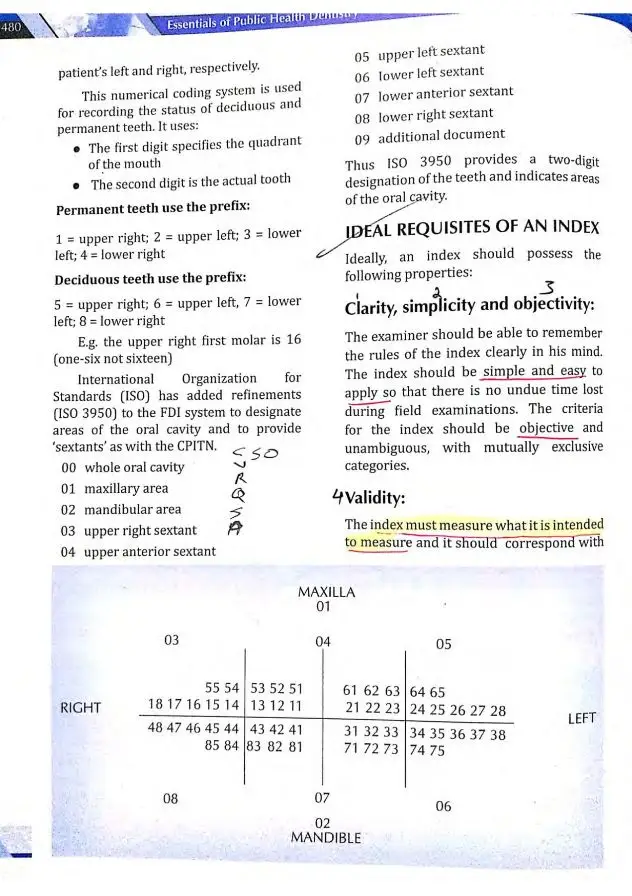 480
Essentials of Public Health Dentistry
patient's left and right, respectively.
This numerical coding system is used
for recording the status of deciduous and
permanent teeth. It uses:
• The first digit specifies the quadrant
of the mouth
• The second digit is the actual tooth
Permanent teeth use the prefix:
1 = upper right; 2 = upper left; 3 = lower
left; 4 = lower right
Deciduous teeth use the prefix:
5 = upper right; 6 = upper left, 7 = lower
left; 8 = lower right
E.g. the upper right first molar is 16
(one-six not sixteen)
International Organization for
Standards (ISO) has added refinements
(ISO 3950) to the FDI system to designate
areas of the oral cavity and to provide
'sextants' as with the CPITN.
CSO
V
R
Q
S
A
00 whole oral cavity
01 maxillary area
02 mandibular area
03 upper right sextant
04 upper anterior sextant
05 upper left sextant
06 lower left sextant
07 lower anterior sextant
08 lower right sextant
09 additional document
Thus ISO 3950 provides a two-digit
designation of the teeth and indicates areas
of the oral cavity.
IDEAL REQUISITES OF AN INDEX
Ideally, an index should possess the
following properties:
1 2 3
Clarity, simplicity and objectivity:
The examiner should be able to remember
the rules of the index clearly in his mind.
The index should be simple and easy to
apply so that there is no undue time lost
during field examinations. The criteria
for the index should be objective and
unambiguous, with mutually exclusive
categories.
4 Validity:
The index must measure what it is intended
to measure and it should correspond with
MAXILLA
01
03 04 05
55 54 53 52 51 61 62 63 64 65
RIGHT 18 17 16 15 14 13 12 11 21 22 23 24 25 26 27 28 LEFT
48 47 46 45 44 43 42 41 31 32 33 34 35 36 37 38
85 84 83 82 81 71 72 73 74 75
08 07 06
02
MANDIBLE